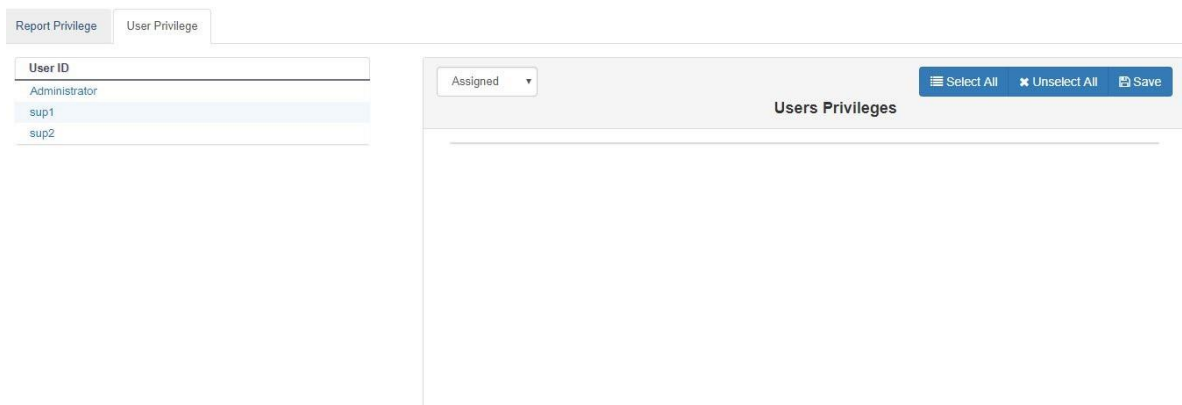 Report Privilege User Privilege
User ID
Administrator
sup1
sup2
Assigned Select All Unselect All Save
Users Privileges